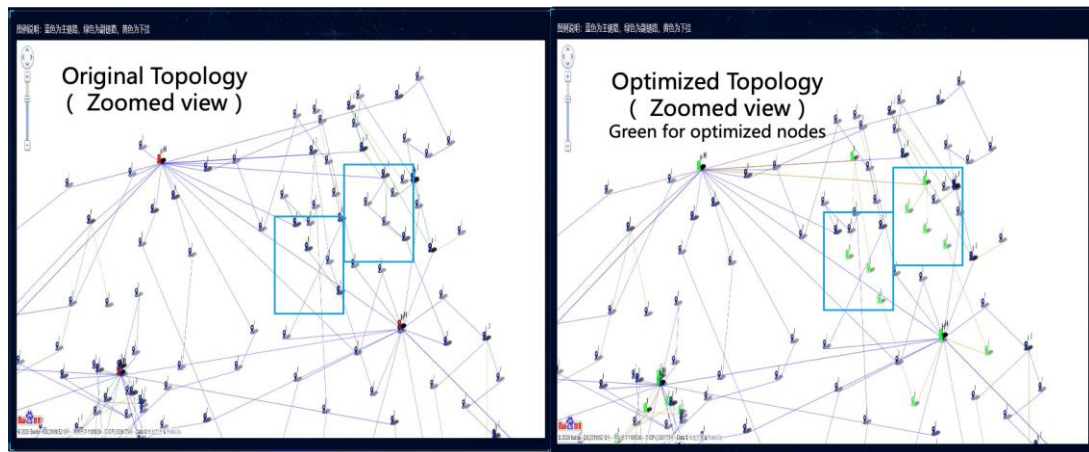 图例说明：蓝色为主链路，绿色为副链路，黄色为下挂
Original Topology
( Zoomed view )
图例说明：蓝色为主链路，绿色为副链路，黄色为下挂
Optimized Topology
( Zoomed view )
Green for optimized nodes